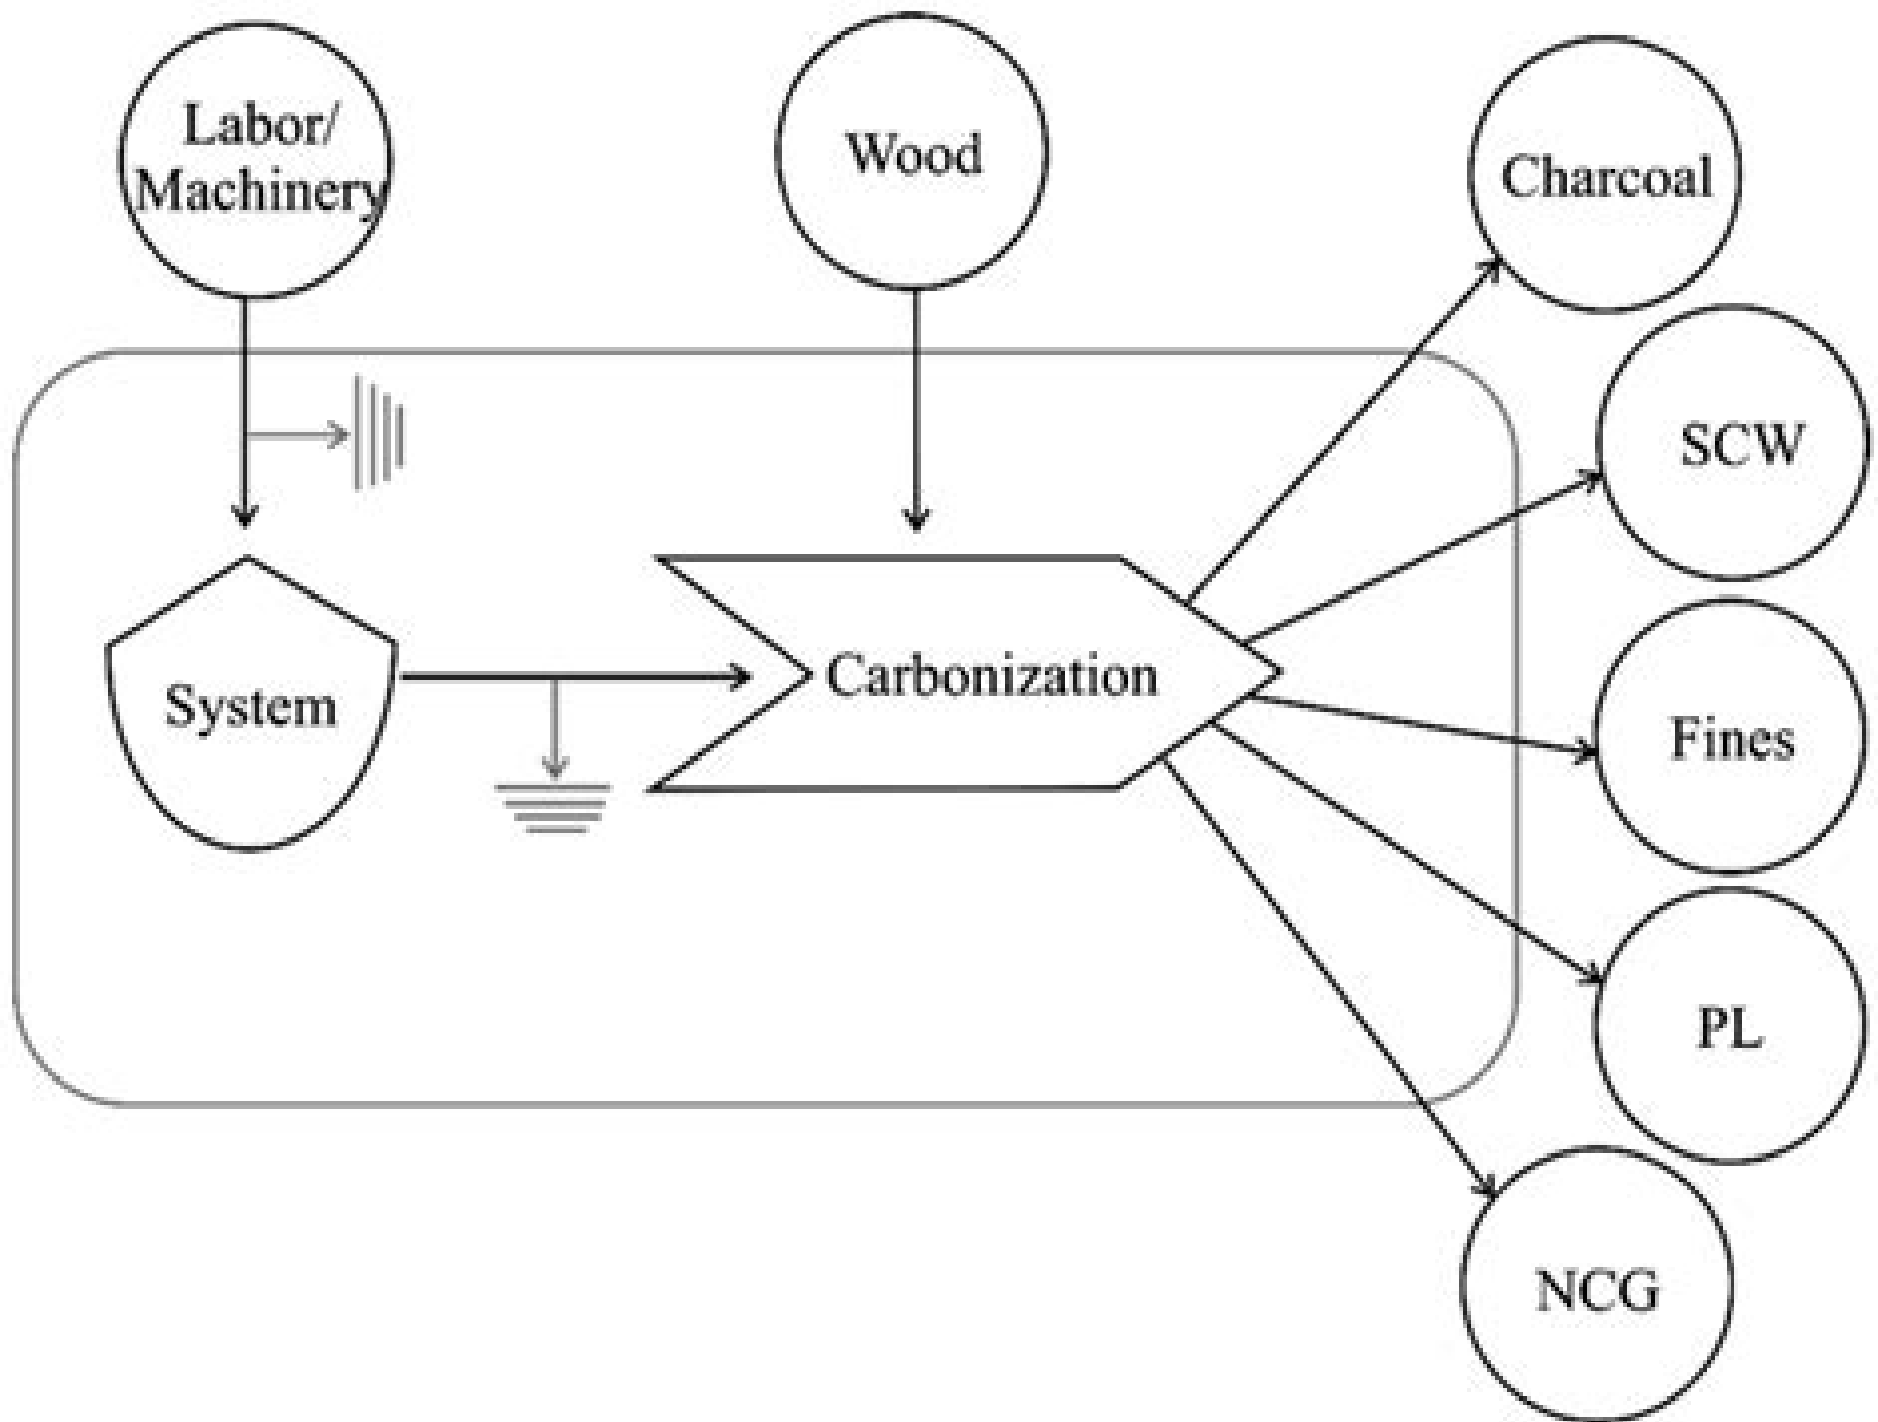 Labor/
Machinery
Wood
Charcoal
SCW
System
Carbonization
Fines
PL
NCG